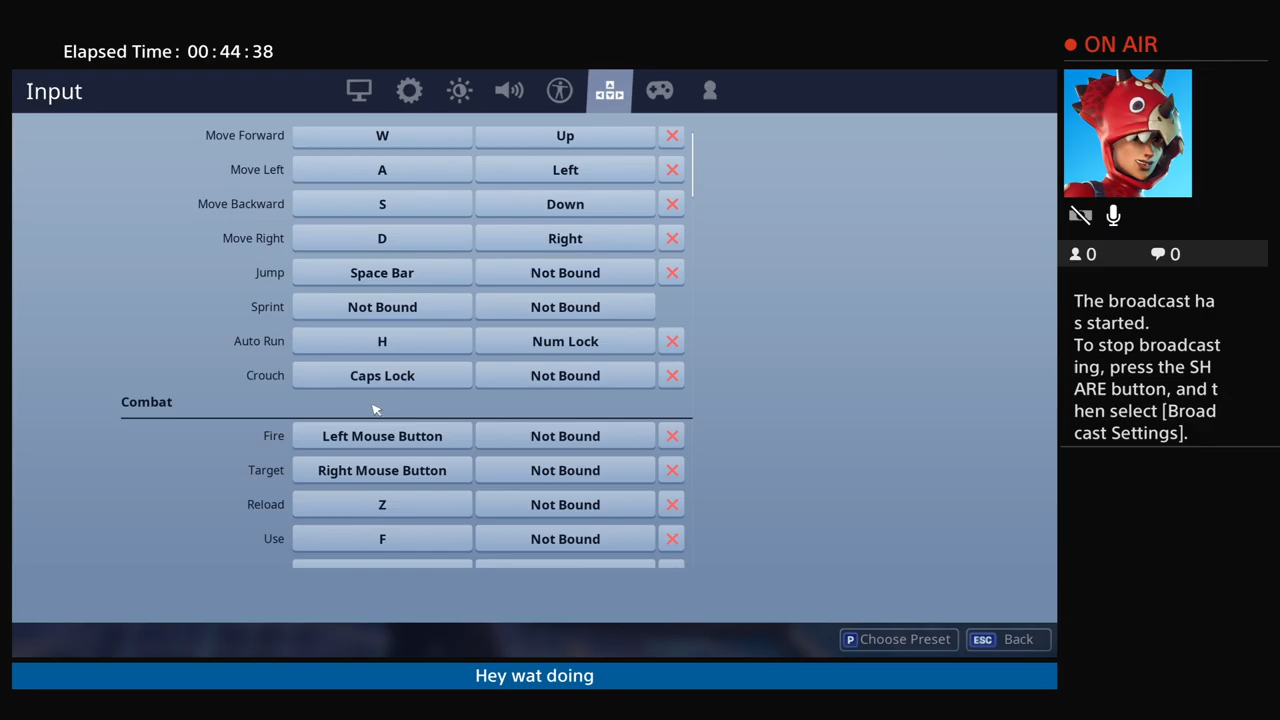 Elapsed Time: 00:44:38
ON AIR
Input
Move Forward W Up
Move Left A Left
Move Backward S Down
Move Right D Right
Jump Space Bar Not Bound
Sprint Not Bound Not Bound
Auto Run H Num Lock
Crouch Caps Lock Not Bound
Combat
Fire Left Mouse Button Not Bound
Target Right Mouse Button Not Bound
Reload Z Not Bound
Use F Not Bound
P Choose Preset ESC Back
Hey wat doing
0 0
The broadcast ha
s started.
To stop broadcast
ing, press the SH
ARE button, and t
hen select [Broad
cast Settings].